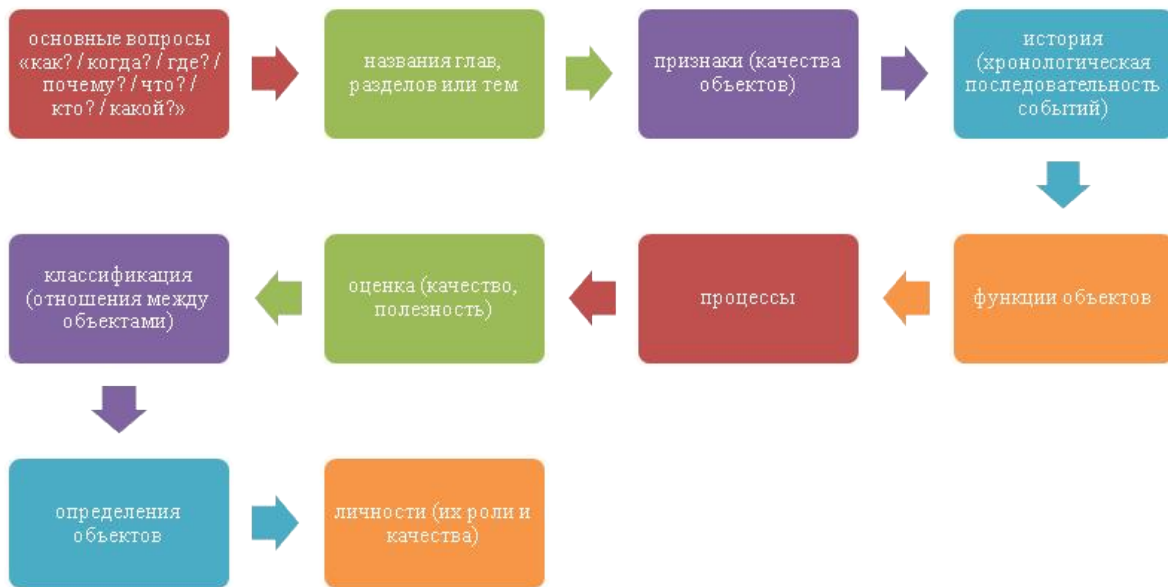 основные вопросы
«как? / когда? / где? /
почему? / что? /
кто? / какой?»
названия глав,
разделов или тем
признаки (качества
объектов)
история
(хронологическая
последовательность
событий)
функции объектов
процессы
оценка (качество,
полезность)
классификация
(отношения между
объектами)
определения
объектов
личности (их роли и
качества)